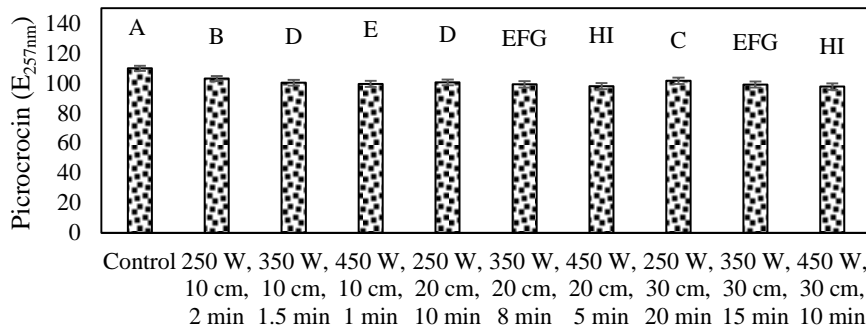 Picrocrocin (E257nm)
140
120
100
80
60
40
20
0
A
B
D
E
D
EFG
HI
C
EFG
HI
Control
250 W,
10 cm,
2 min
350 W,
10 cm,
1.5 min
450 W,
10 cm,
1 min
250 W,
20 cm,
10 min
350 W,
20 cm,
8 min
450 W,
20 cm,
5 min
250 W,
30 cm,
20 min
350 W,
30 cm,
15 min
450 W,
30 cm,
10 min